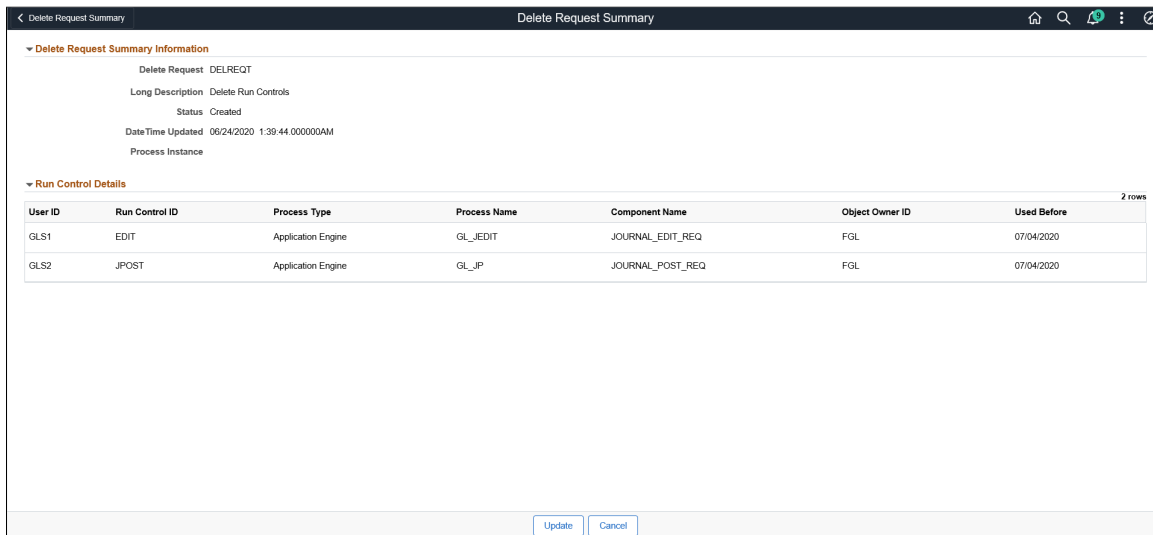 Delete Request Summary
Delete Request Summary
9
Delete Request Summary Information
Delete Request DELREQT
Long Description Delete Run Controls
Status Created
DateTime Updated 06/24/2020 1:39:44.000000AM
Process Instance
Run Control Details
2 rows
User ID Run Control ID Process Type Process Name Component Name Object Owner ID Used Before
GLS1 EDIT Application Engine GL_JEDIT JOURNAL_EDIT_REQ FGL 07/04/2020
GLS2 JPOST Application Engine GL_JP JOURNAL_POST_REQ FGL 07/04/2020
Update Cancel